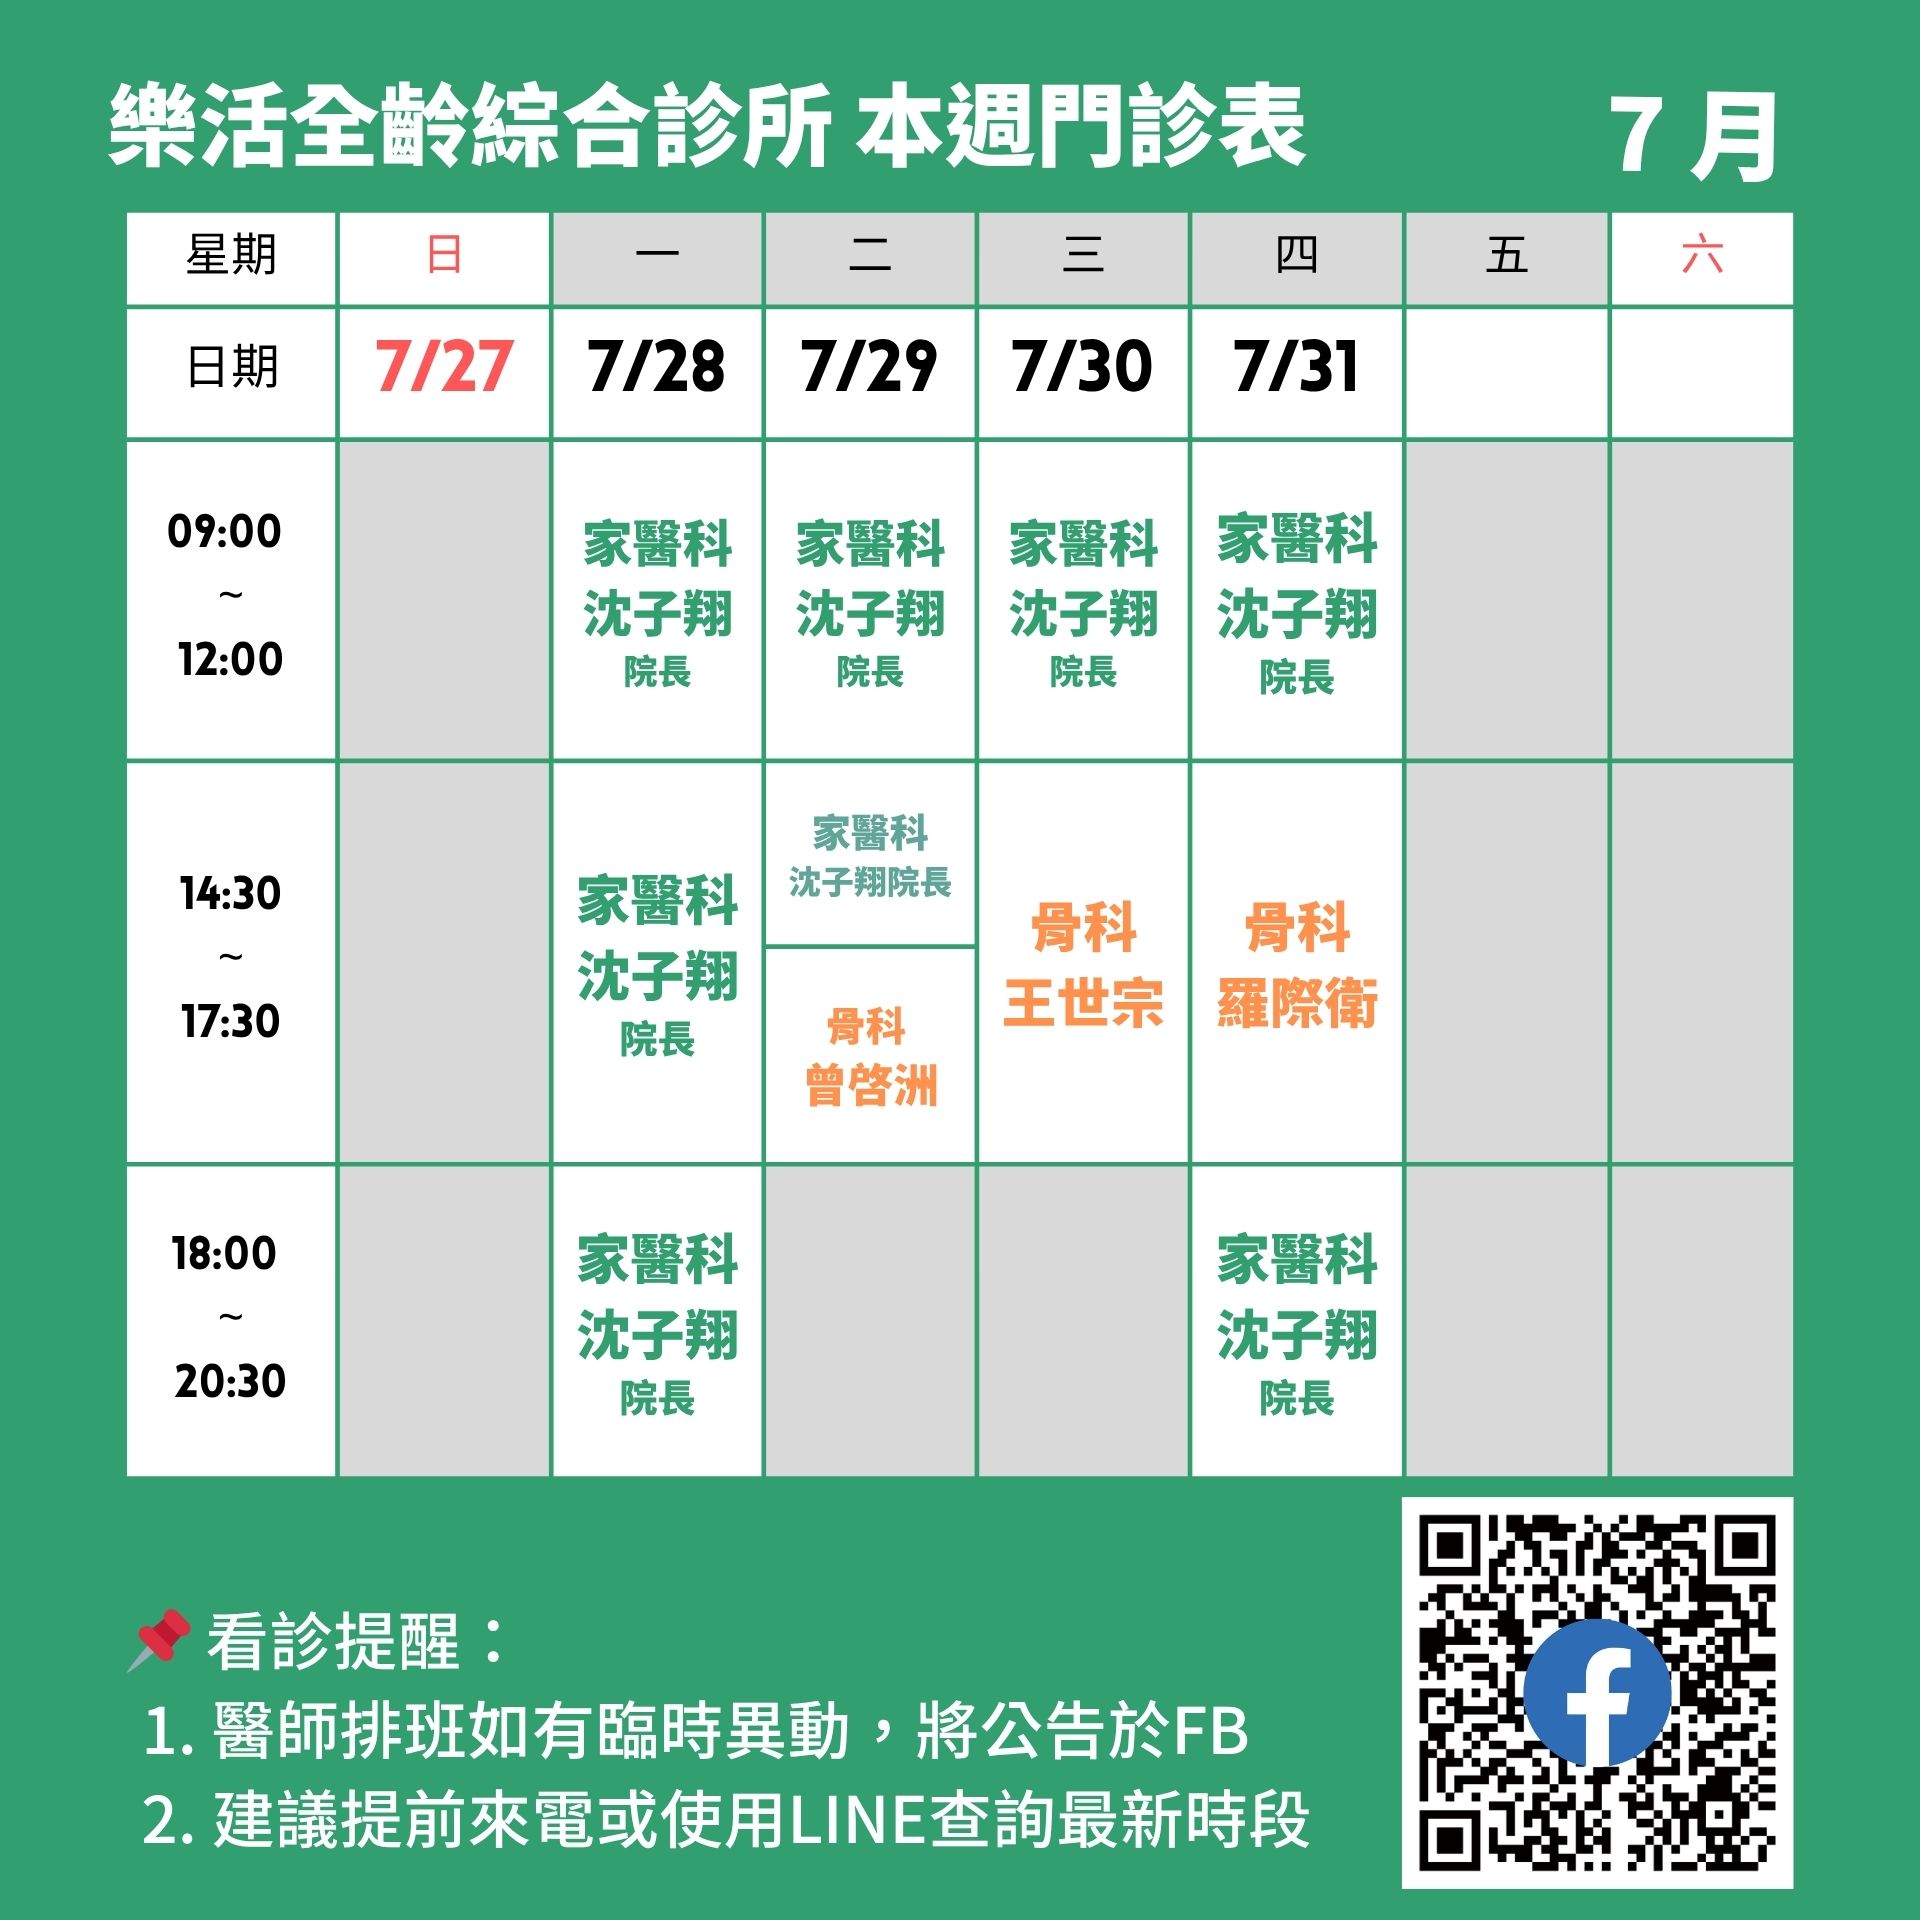 樂活全齡綜合診所 本週門診表
7 月
星期 日 一 二 三 四 五 六
日期 7/27 7/28 7/29 7/30 7/31
09:00
~
12:00
家醫科
沈子翔
院長
家醫科
沈子翔
院長
家醫科
沈子翔
院長
家醫科
沈子翔
院長
14:30
~
17:30
家醫科
沈子翔
院長
家醫科
沈子翔院長
骨科
曾啓洲
骨科
王世宗
骨科
羅際衛
18:00
~
20:30
家醫科
沈子翔
院長
家醫科
沈子翔
院長
看診提醒：
1. 醫師排班如有臨時異動，將公告於FB
2. 建議提前來電或使用LINE查詢最新時段